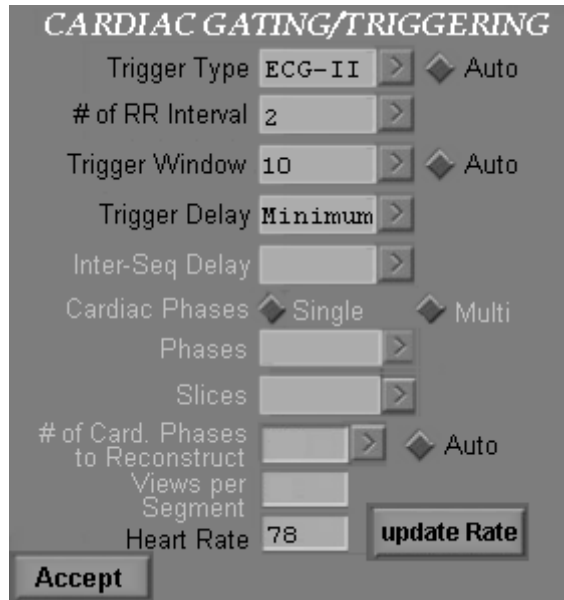 CARDIAC GATING/TRIGGERING
Trigger Type ECG-II > Auto
# of RR Interval 2 >
Trigger Window 10 > Auto
Trigger Delay Minimum >
Inter-Seq Delay >
Cardiac Phases Single Multi
Phases >
Slices >
# of Card. Phases
to Reconstruct > Auto
Views per
Segment
Heart Rate 78 update Rate
Accept